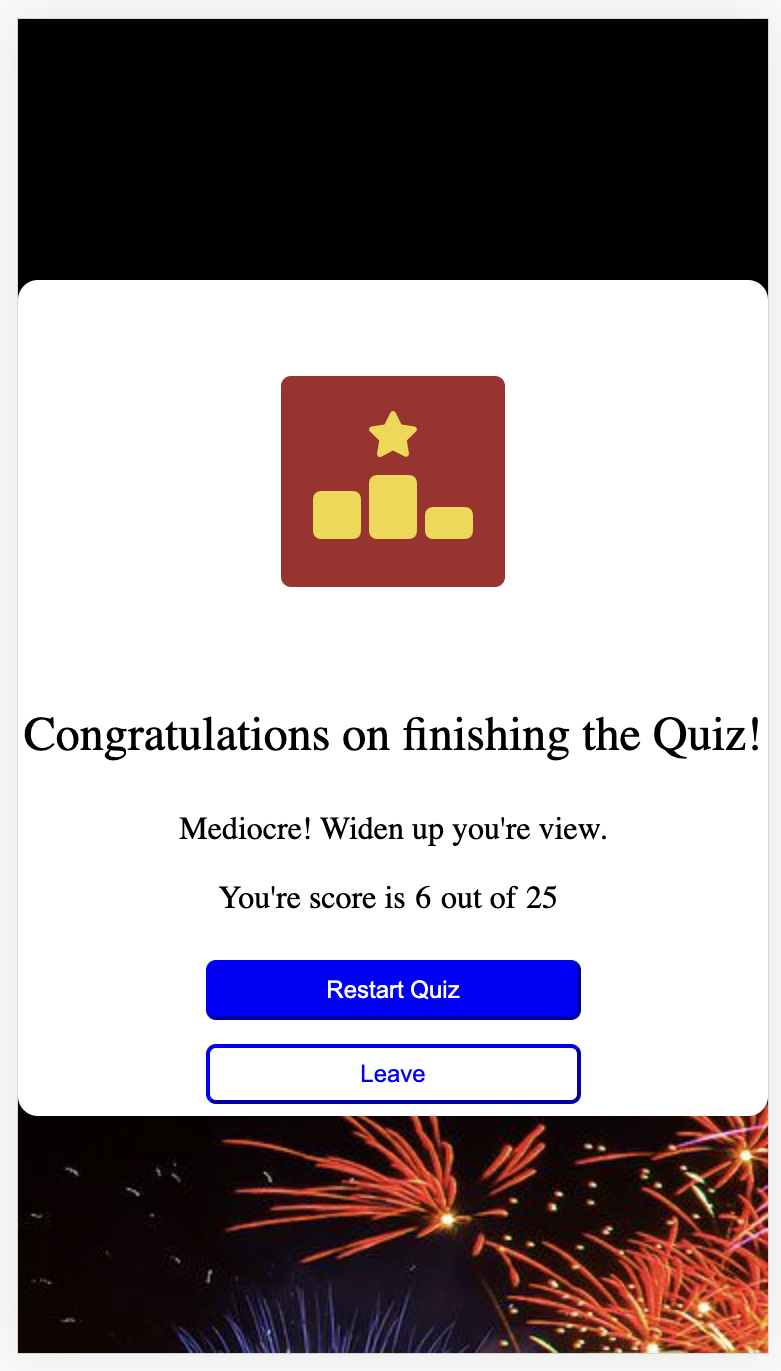 Congratulations on finishing the Quiz!
Mediocre! Widen up you're view.
You're score is 6 out of 25
Restart Quiz
Leave